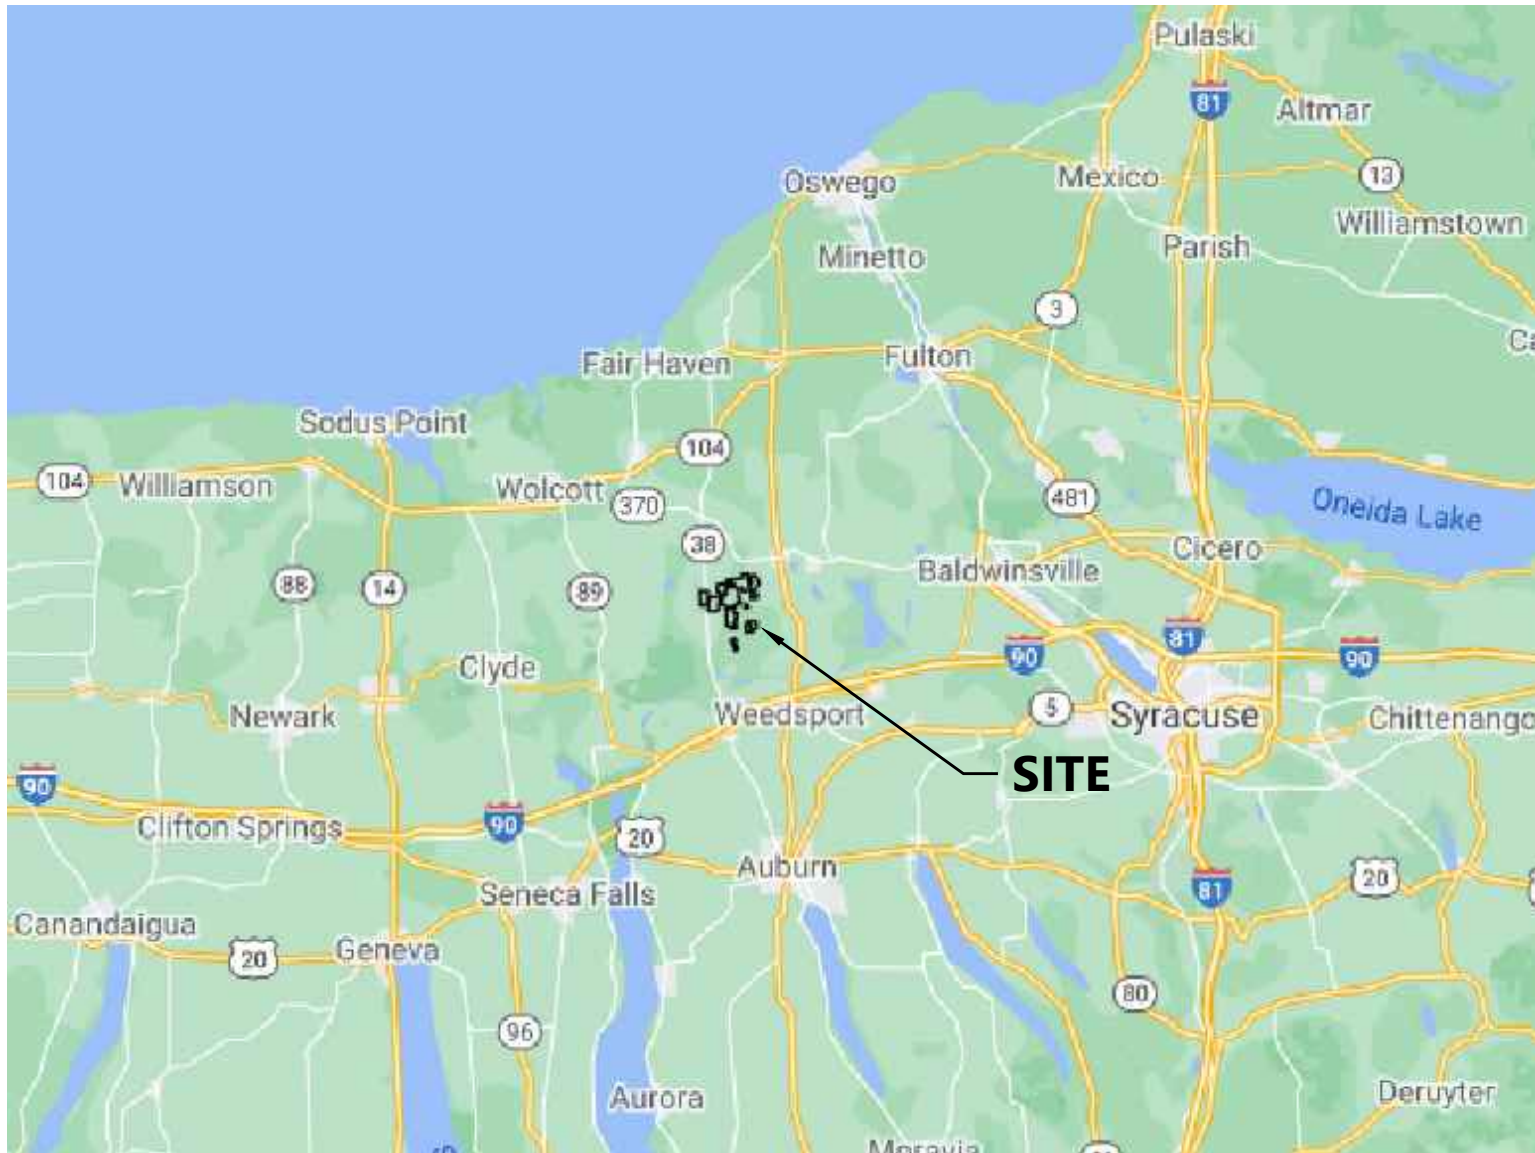 Pulaski
81
Altmar
Oswego
Mexico
13
Williamstown
Minetto
Parish
3
Fair Haven
Fulton
Sodus Point
104
104
Williamson
Wolcott
370
481
Oneida Lake
38
Cicero
Baldwinsville
88
14
89
81
90
90
Clyde
Newark
Weedsport
5
Syracuse
Chittenango
SITE
90
Clifton Springs
90
20
Auburn
20
Seneca Falls
81
Canandaigua
Geneva
20
80
96
Aurora
Deruyter
Moravia